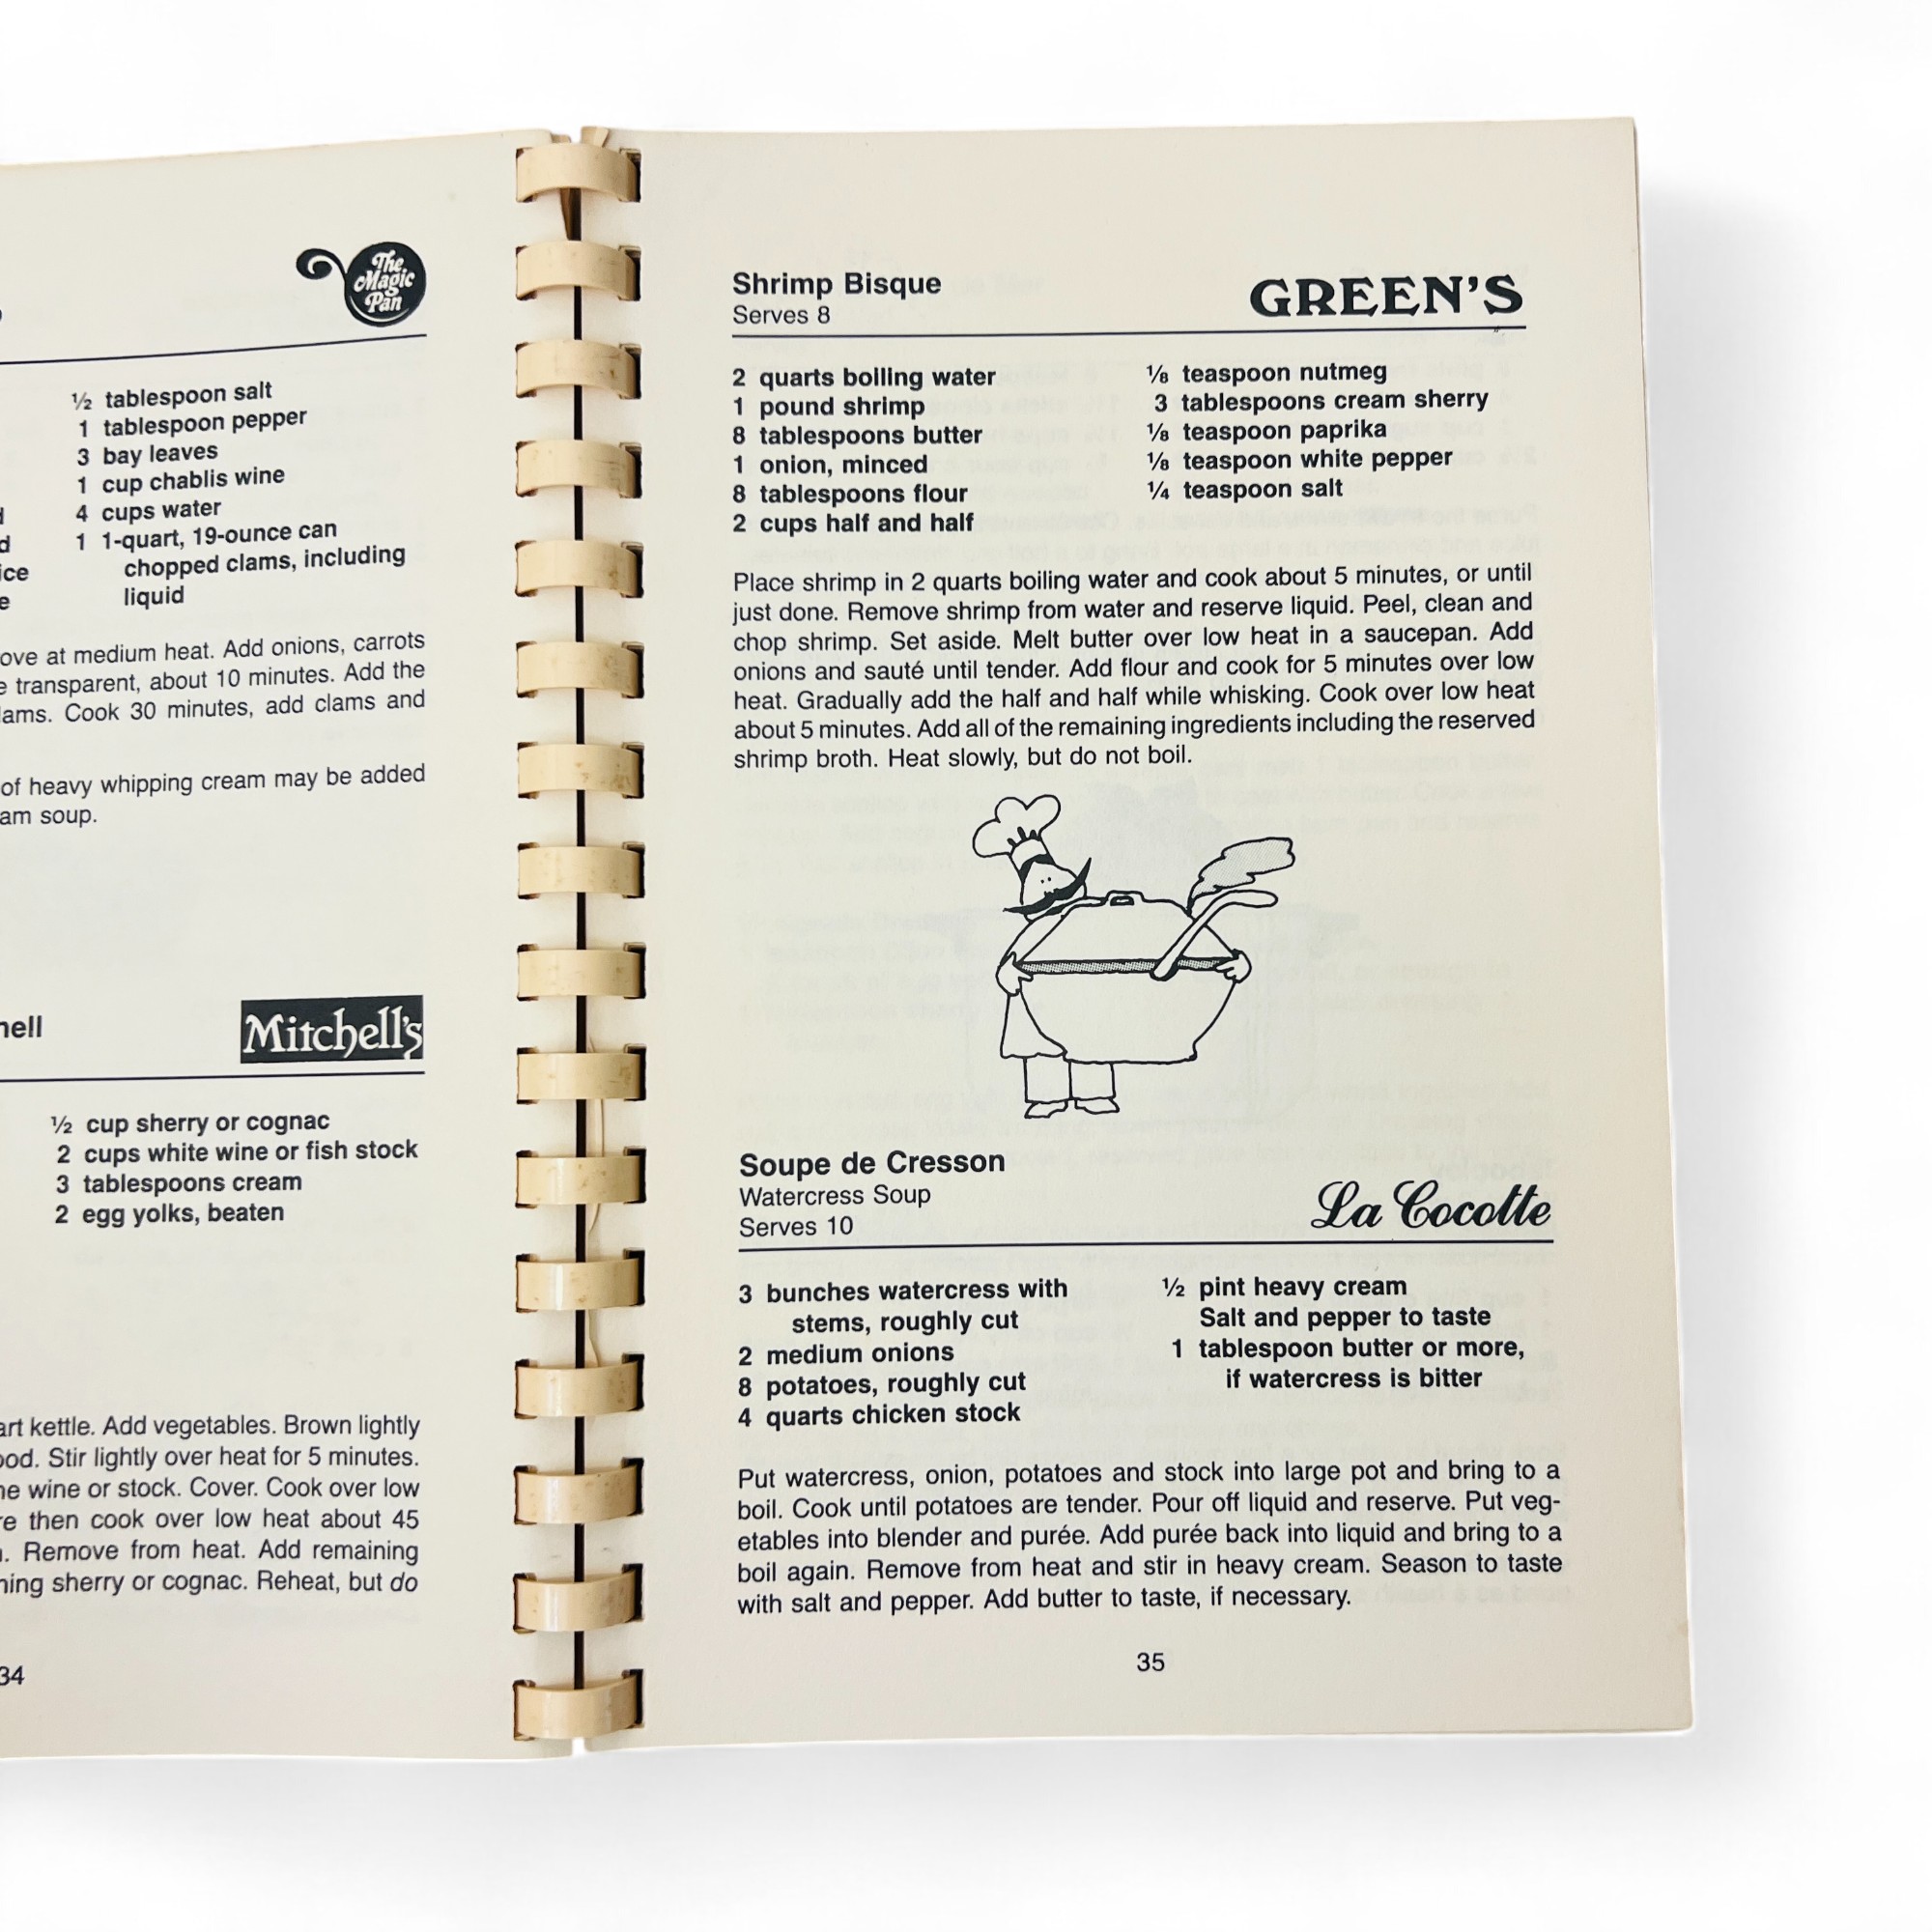 The
Magic
Pan
½ tablespoon salt
1 tablespoon pepper
3 bay leaves
1 cup chablis wine
4 cups water
1 1-quart, 19-ounce can
ice chopped clams, including
liquid
ove at medium heat. Add onions, carrots
e transparent, about 10 minutes. Add the
lams. Cook 30 minutes, add clams and
of heavy whipping cream may be added
am soup.
hell
Mitchell's
½ cup sherry or cognac
2 cups white wine or fish stock
3 tablespoons cream
2 egg yolks, beaten
art kettle. Add vegetables. Brown lightly
ood. Stir lightly over heat for 5 minutes.
he wine or stock. Cover. Cook over low
re then cook over low heat about 45
. Remove from heat. Add remaining
ning sherry or cognac. Reheat, but do
34
Shrimp Bisque
Serves 8
GREEN'S
2 quarts boiling water
1 pound shrimp
8 tablespoons butter
1 onion, minced
8 tablespoons flour
2 cups half and half
⅛ teaspoon nutmeg
3 tablespoons cream sherry
⅛ teaspoon paprika
⅛ teaspoon white pepper
¼ teaspoon salt
Place shrimp in 2 quarts boiling water and cook about 5 minutes, or until
just done. Remove shrimp from water and reserve liquid. Peel, clean and
chop shrimp. Set aside. Melt butter over low heat in a saucepan. Add
onions and sauté until tender. Add flour and cook for 5 minutes over low
heat. Gradually add the half and half while whisking. Cook over low heat
about 5 minutes. Add all of the remaining ingredients including the reserved
shrimp broth. Heat slowly, but do not boil.
Soupe de Cresson
Watercress Soup
Serves 10
La Cocotte
3 bunches watercress with
stems, roughly cut
2 medium onions
8 potatoes, roughly cut
4 quarts chicken stock
½ pint heavy cream
Salt and pepper to taste
1 tablespoon butter or more,
if watercress is bitter
Put watercress, onion, potatoes and stock into large pot and bring to a
boil. Cook until potatoes are tender. Pour off liquid and reserve. Put veg-
etables into blender and purée. Add purée back into liquid and bring to a
boil again. Remove from heat and stir in heavy cream. Season to taste
with salt and pepper. Add butter to taste, if necessary.
35